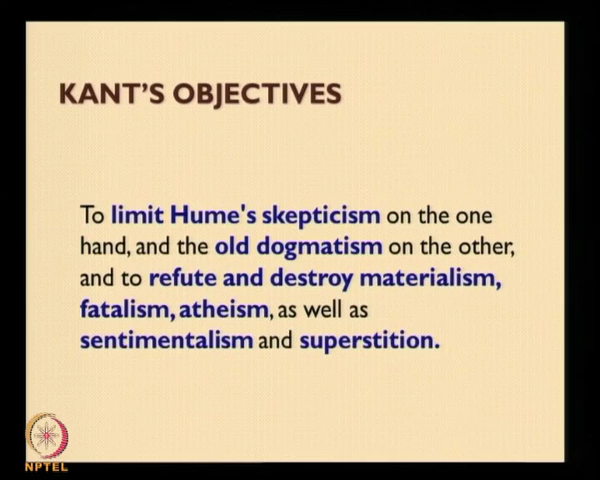 KANT'S OBJECTIVES
To limit Hume's skepticism on the one
hand, and the old dogmatism on the other,
and to refute and destroy materialism,
fatalism, atheism, as well as
sentimentalism and superstition.
NPTEL